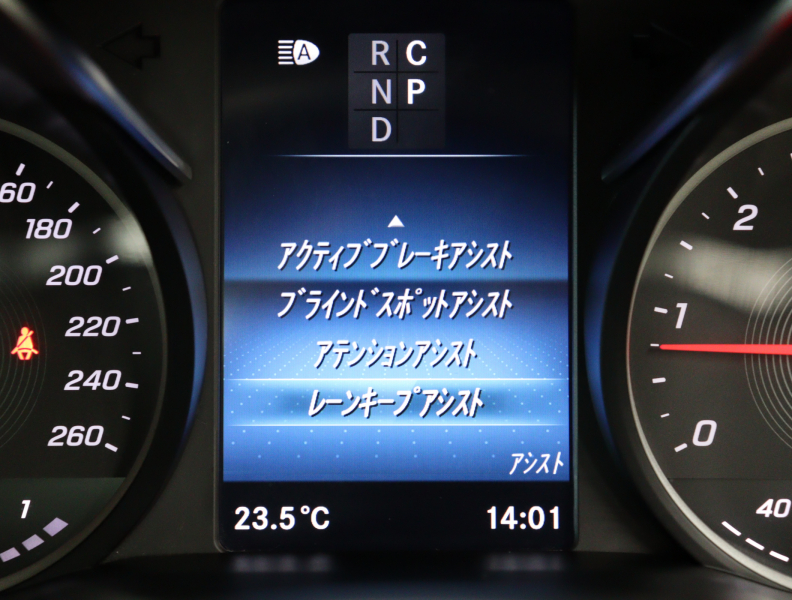 A
R C
N P
D
アクティブブレーキアシスト
ブラインドスポットアシスト
アテンションアシスト
レーンキープアシスト
アシスト
23.5°C
14:01
60
180
200
220
240
260
1
2
1
0
40